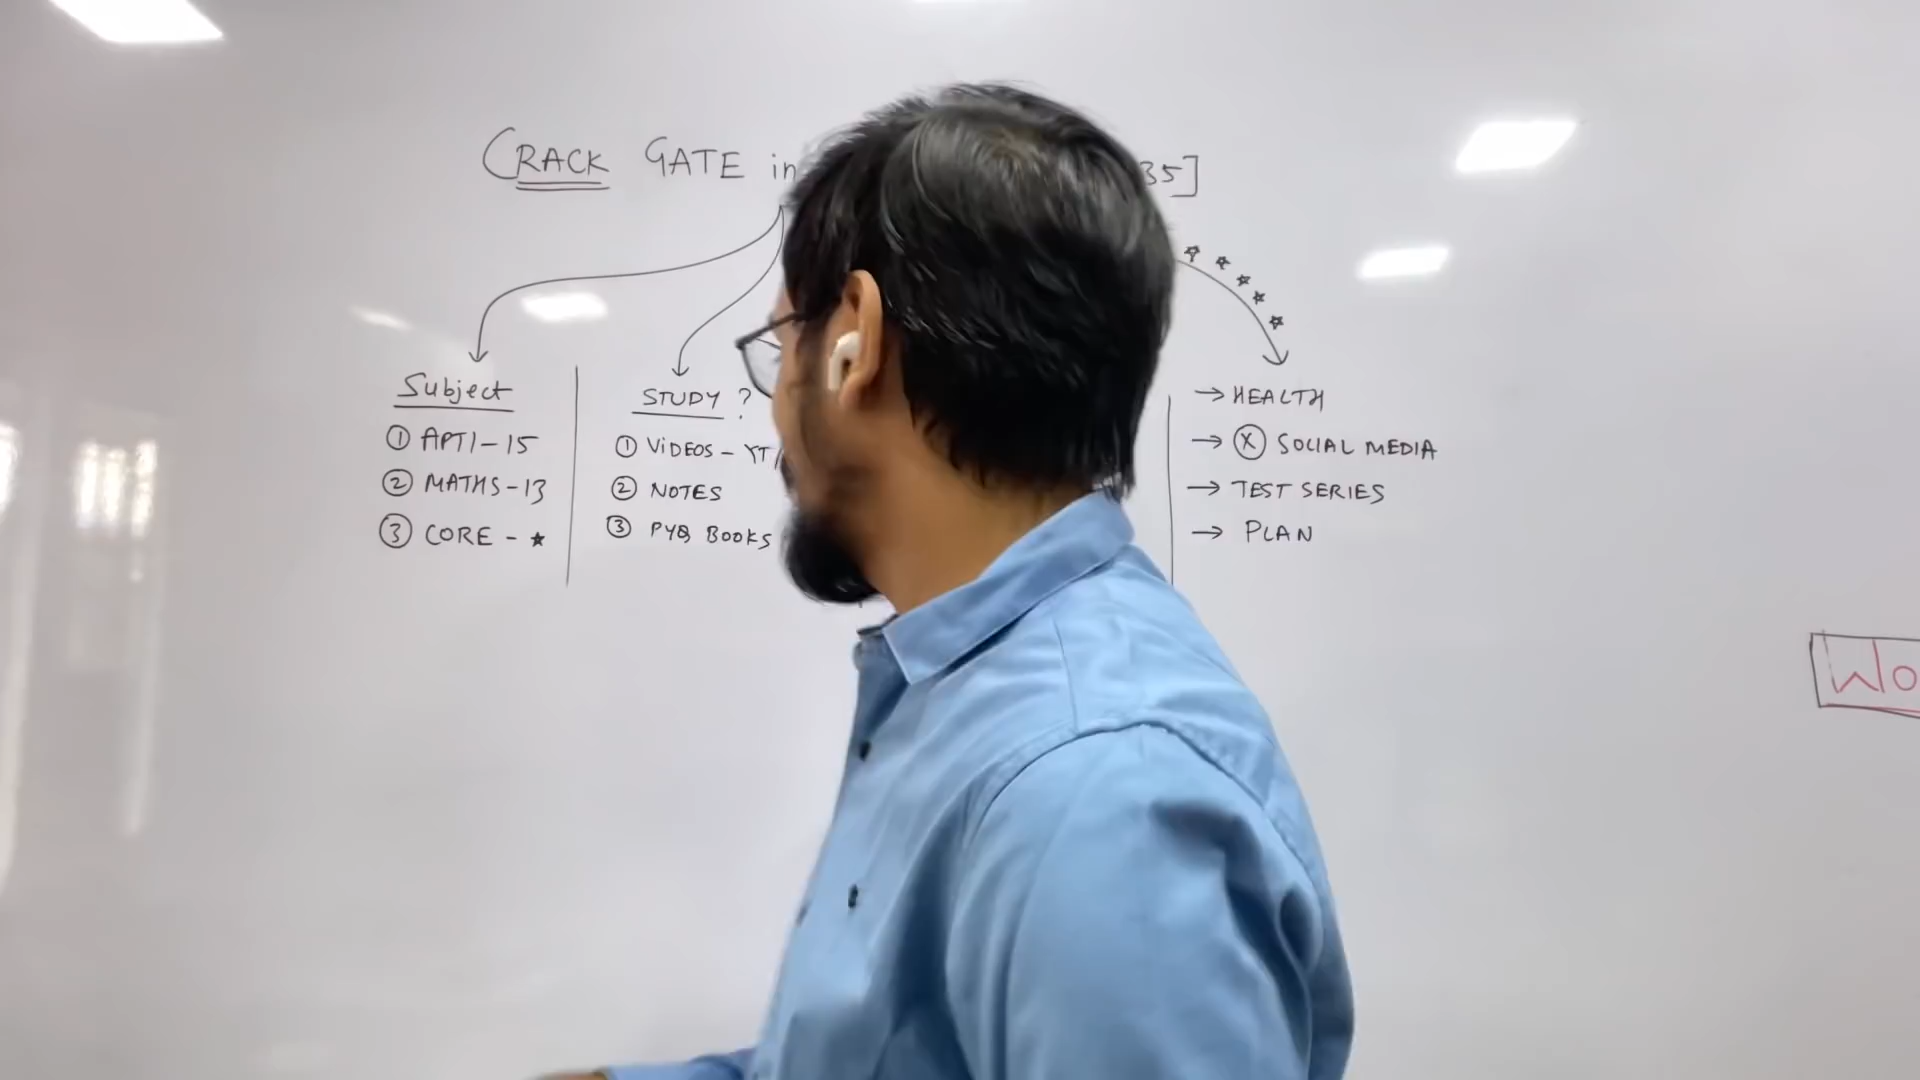 CRACK GATE in
35]
Subject
① APTI-15
② MATHS-13
③ CORE - ★
STUDY ?
① VIDEOS - YT
② NOTES
③ PYQ BOOKS
→ HEALTH
→ Ⓧ SOCIAL MEDIA
→ TEST SERIES
→ PLAN
WO